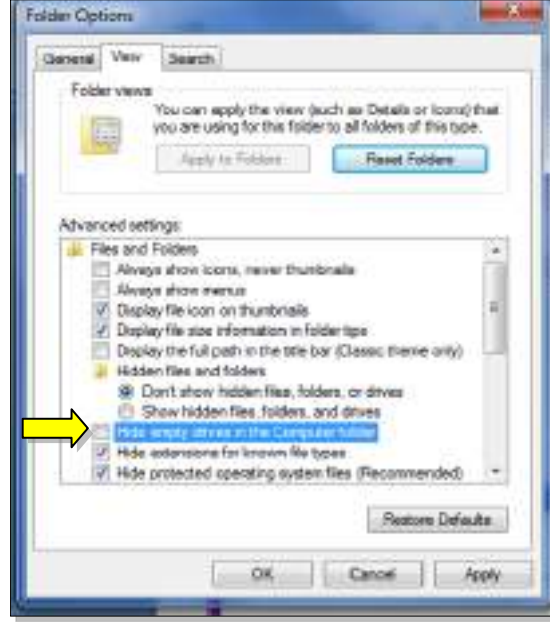 Folder Options
General View Search
Folder views
You can apply the view (such as Details or Icons) that
you are using for this folder to all folders of this type.
Apply to Folders Reset Folders
Advanced settings:
Files and Folders
Always show icons, never thumbnails
Always show menus
Display file icon on thumbnails
Display file size information in folder tips
Display the full path in the title bar (Classic theme only)
Hidden files and folders
Don't show hidden files, folders, or drives
Show hidden files, folders, and drives
Hide empty drives in the Computer folder
Hide extensions for known file types
Hide protected operating system files (Recommended)
Restore Defaults
OK Cancel Apply